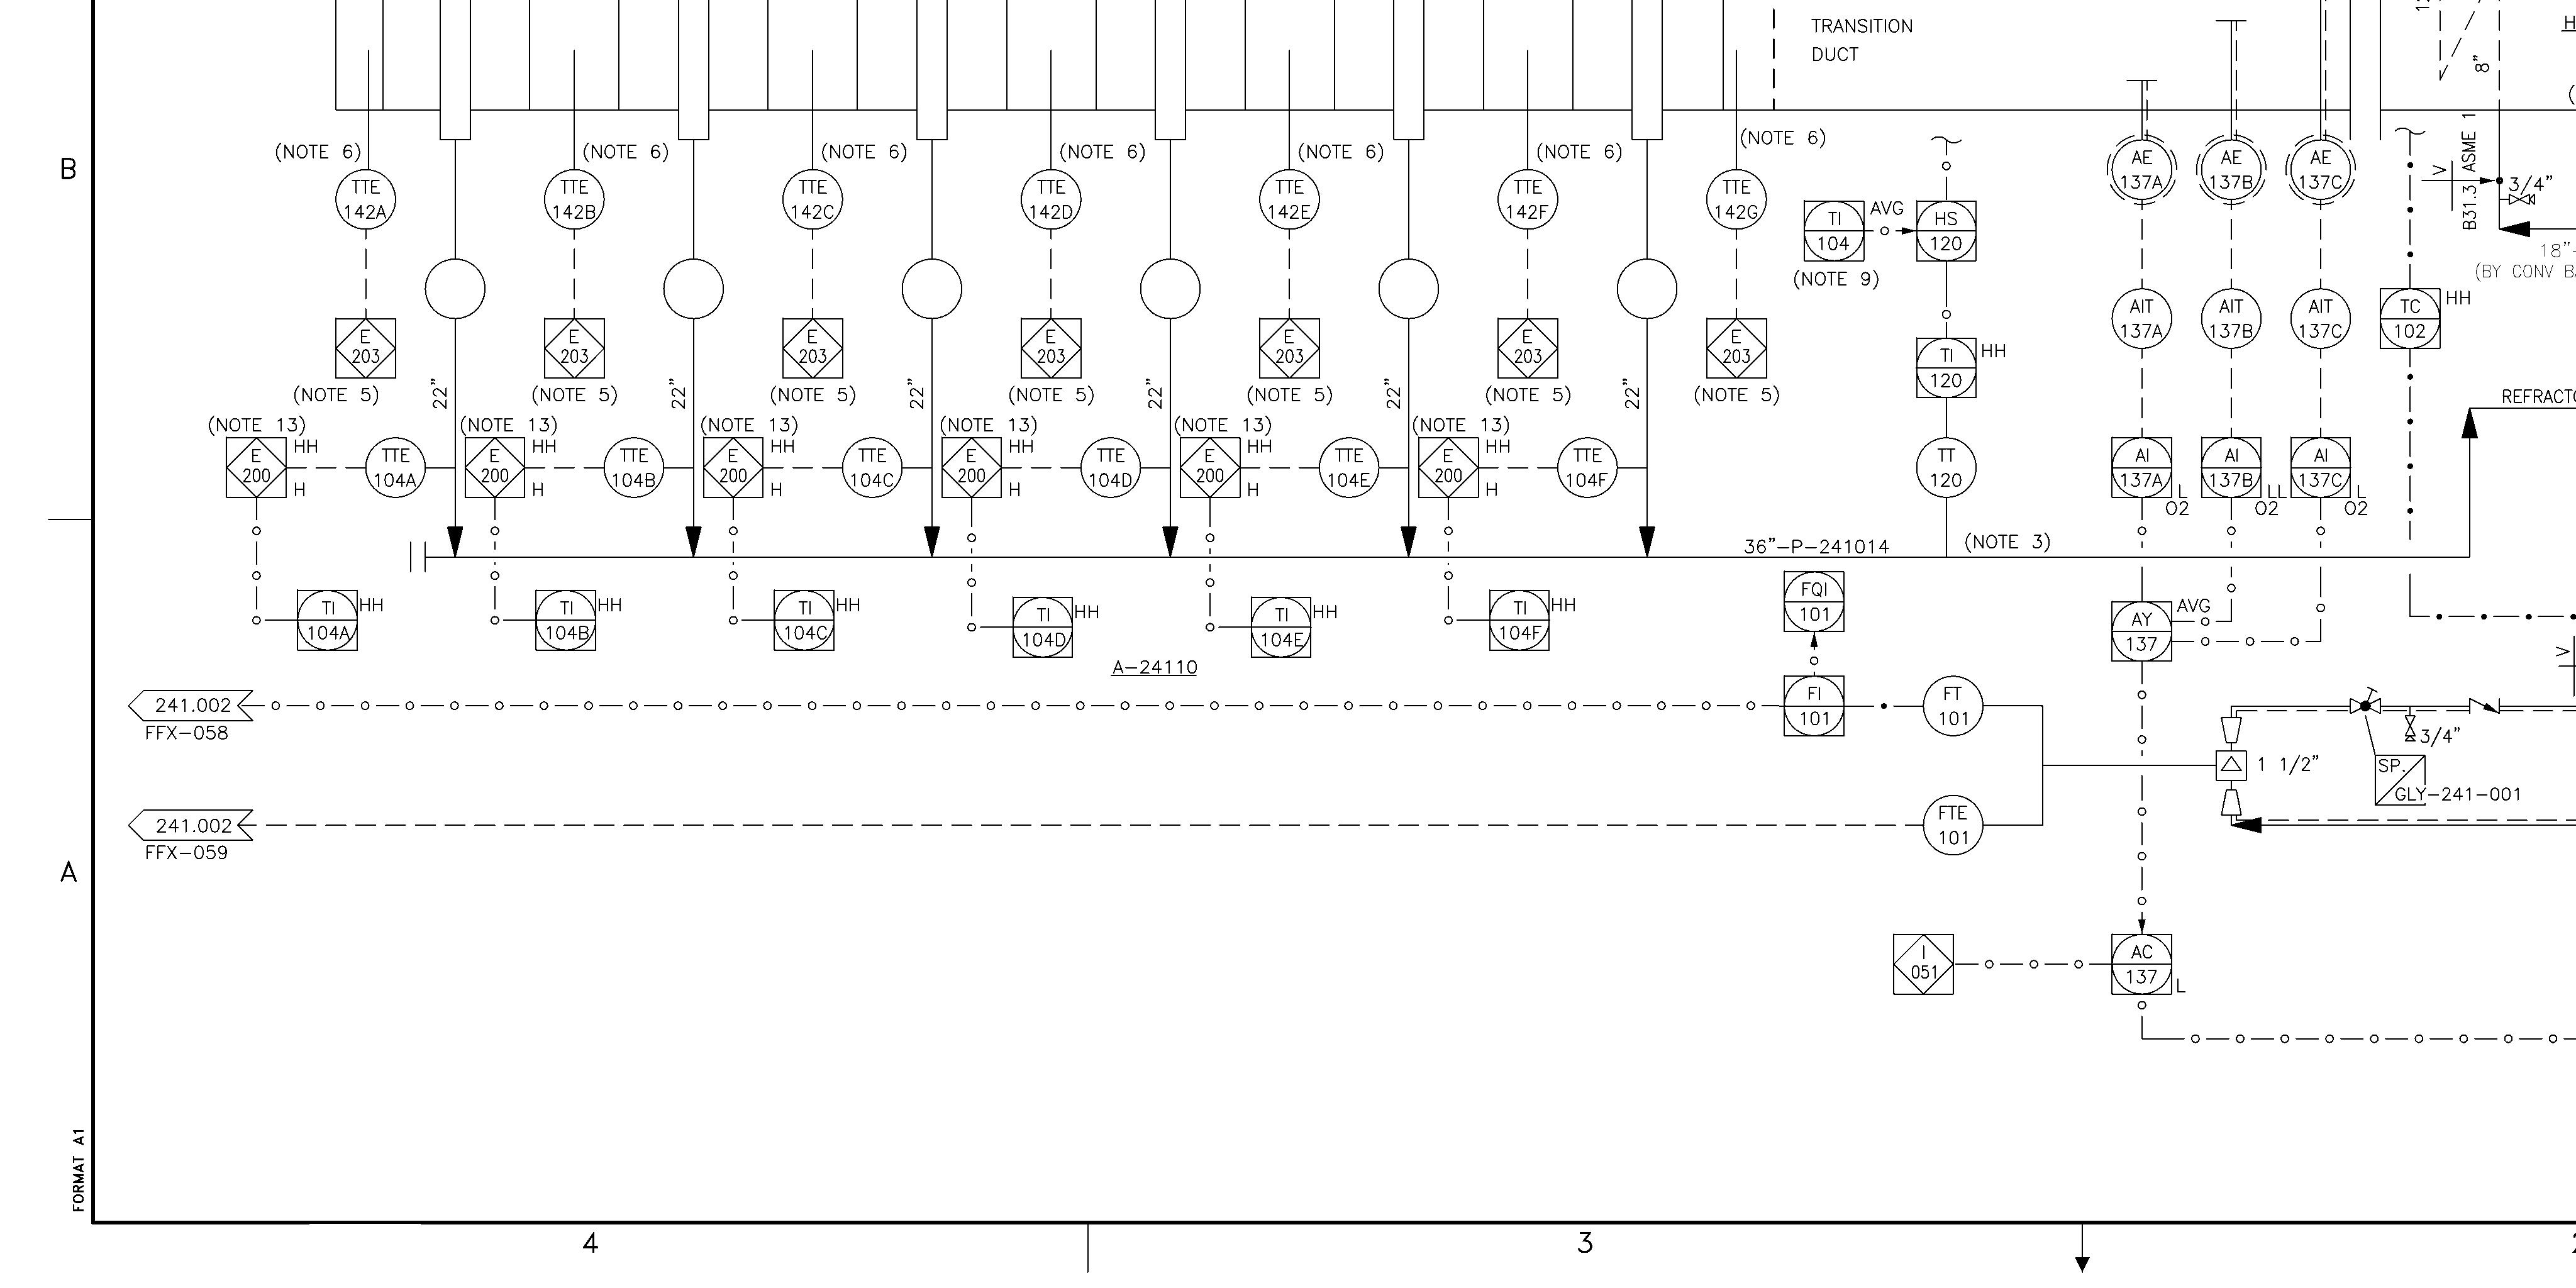 TRANSITION
DUCT
8"
B
(NOTE 6)
(NOTE 6)
(NOTE 6)
(NOTE 6)
(NOTE 6)
(NOTE 6)
(NOTE 6)
TTE
142A
TTE
142B
TTE
142C
TTE
142D
TTE
142E
TTE
142F
TTE
142G
AE
137A
AE
137B
AE
137C
V
B31.3
ASME 1
3/4"
TI
104
AVG
HS
120
(NOTE 9)
18"-
(BY CONV B
E
203
E
203
E
203
E
203
E
203
E
203
E
203
(NOTE 5)
(NOTE 5)
(NOTE 5)
(NOTE 5)
(NOTE 5)
(NOTE 5)
(NOTE 5)
22"
22"
22"
22"
22"
22"
TI
120
HH
AIT
137A
AIT
137B
AIT
137C
TC
102
HH
REFRACTO
(NOTE 13)
(NOTE 13)
(NOTE 13)
(NOTE 13)
(NOTE 13)
(NOTE 13)
E
200
HH
H
TTE
104A
E
200
HH
H
TTE
104B
E
200
HH
H
TTE
104C
E
200
HH
H
TTE
104D
E
200
HH
H
TTE
104E
E
200
HH
H
TTE
104F
TT
120
AI
137A
L
O2
AI
137B
LL
O2
AI
137C
L
O2
36"-P-241014
(NOTE 3)
TI
104A
HH
TI
104B
HH
TI
104C
HH
TI
104D
HH
TI
104E
HH
TI
104F
HH
FQI
101
AY
137
AVG
A-24110
V
241.002
FFX-058
FI
101
FT
101
3/4"
1 1/2"
SP.
GLY-241-001
241.002
FFX-059
FTE
101
A
I
051
AC
137
L
FORMAT A1
4
3